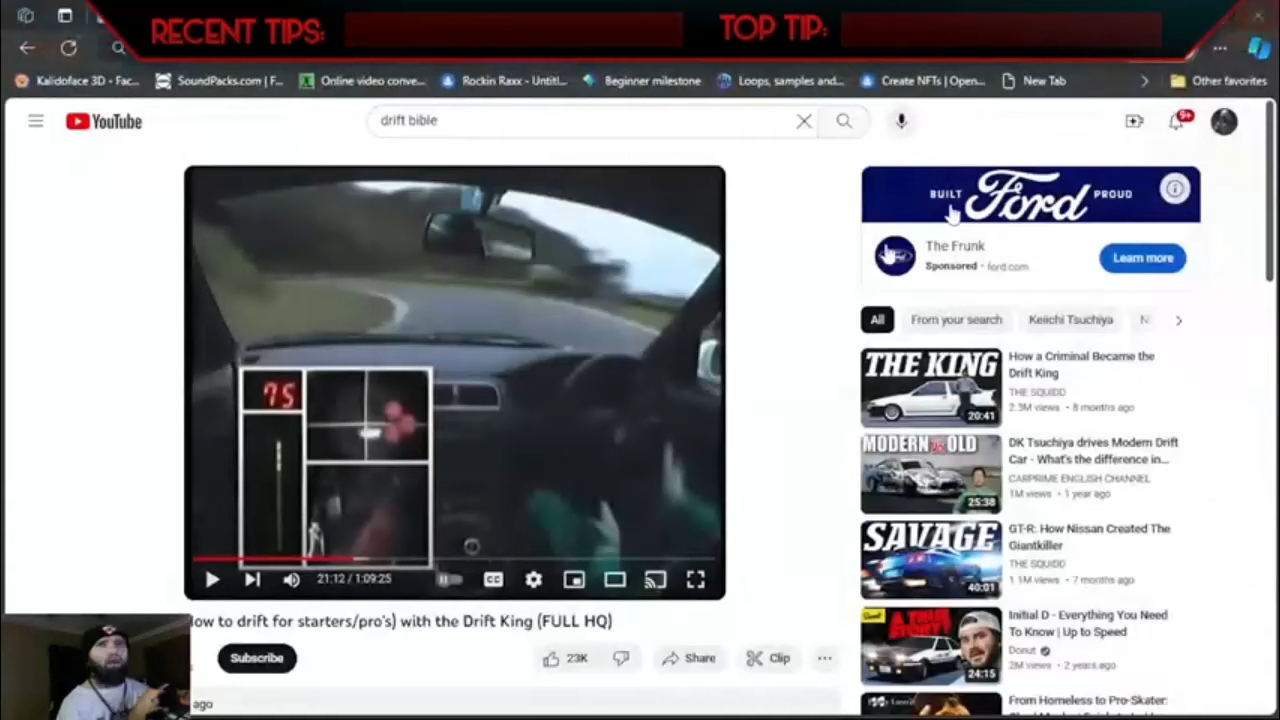 RECENT TIPS:
TOP TIP:
Kalidoface 3D - Fac...
SoundPacks.com | F...
Online video conve...
Rockin Raxx - Untitl...
Beginner milestone
Loops, samples and...
Create NFTs | Open...
New Tab
Other favorites
YouTube
drift bible
9+
BUILT Ford PROUD
The Frunk
Sponsored · ford.com
Learn more
All
From your search
Keiichi Tsuchiya
N
75
THE KING
20:41
How a Criminal Became the
Drift King
THE SQUIDD
2.3M views • 8 months ago
MODERN VS OLD
25:38
DK Tsuchiya drives Modern Drift
Car - What's the difference in...
CARPRIME ENGLISH CHANNEL
1M views • 1 year ago
SAVAGE
40:01
GT-R: How Nissan Created The
Giantkiller
THE SQUIDD
1.1M views • 7 months ago
21:12 / 1:09:25
CC
24:15
Initial D - Everything You Need
To Know | Up to Speed
Donut
2M views • 2 years ago
low to drift for starters/pro's) with the Drift King (FULL HQ)
Subscribe
23K
Share
Clip
ago
From Homeless to Pro-Skater: